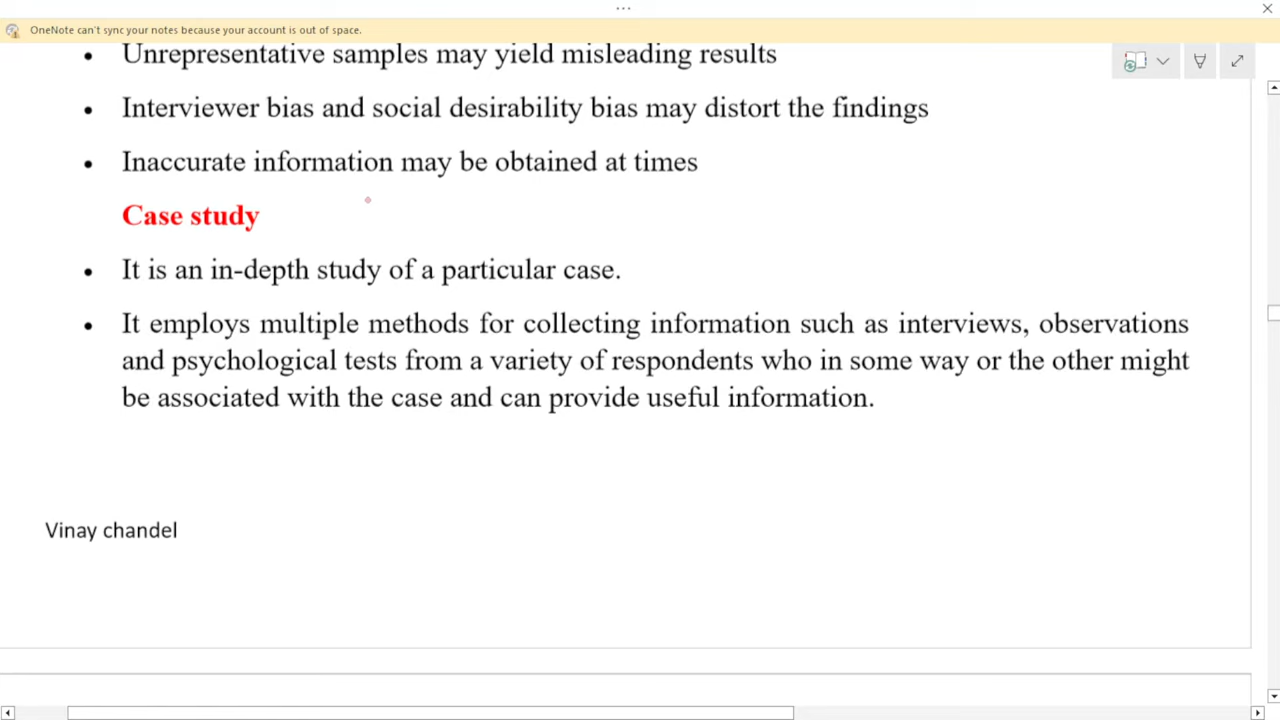 OneNote can't sync your notes because your account is out of space.
• Unrepresentative samples may yield misleading results
• Interviewer bias and social desirability bias may distort the findings
• Inaccurate information may be obtained at times
Case study
• It is an in-depth study of a particular case.
• It employs multiple methods for collecting information such as interviews, observations
and psychological tests from a variety of respondents who in some way or the other might
be associated with the case and can provide useful information.
Vinay chandel